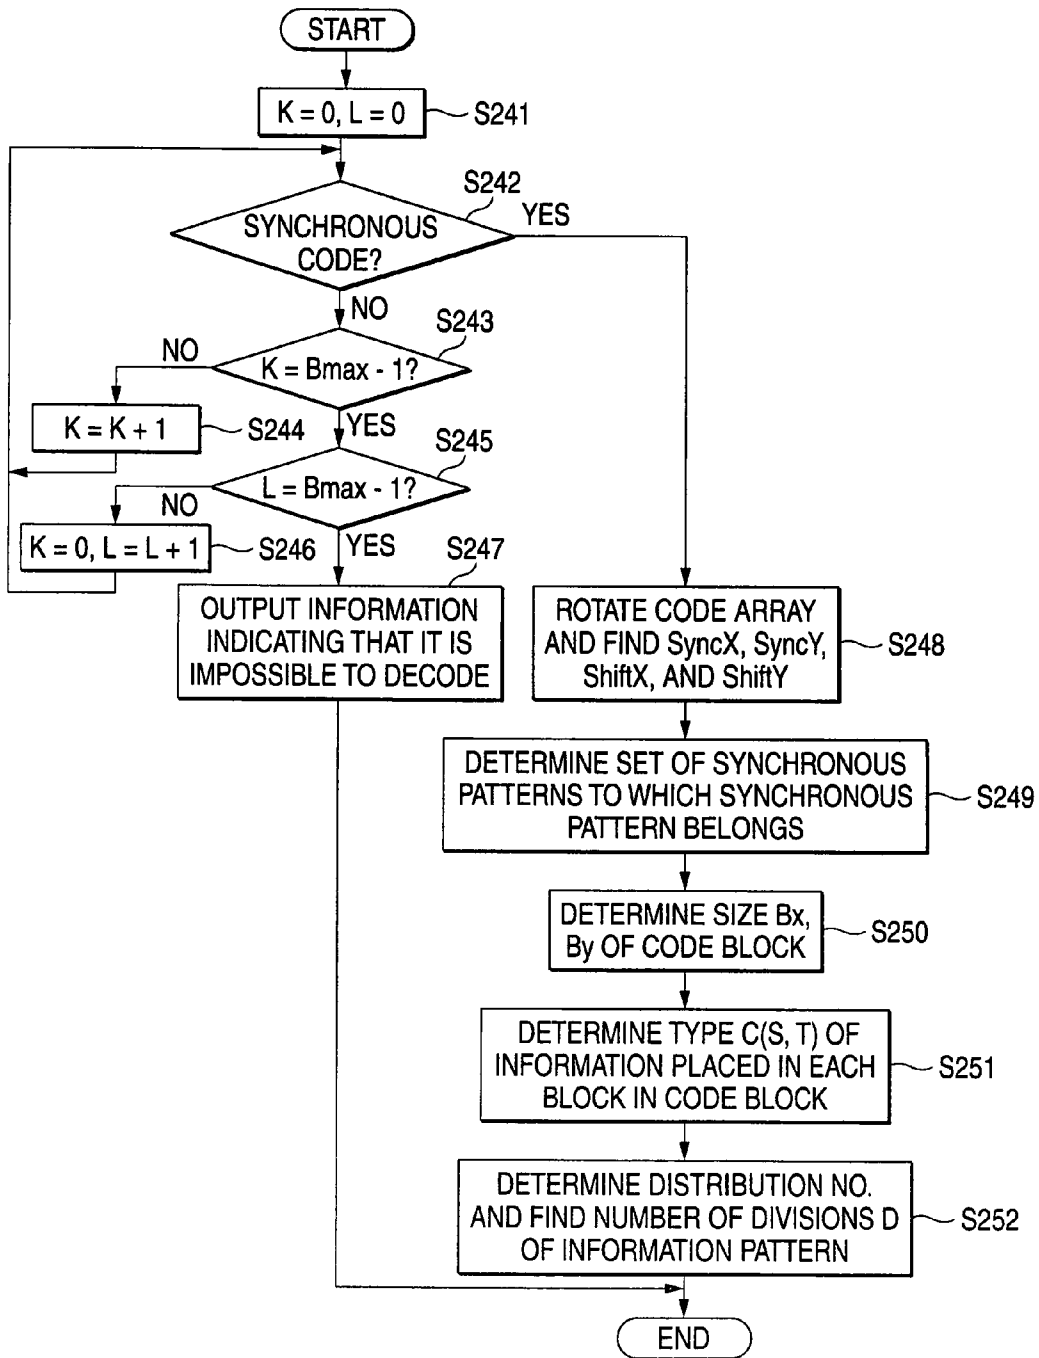 START
K = 0, L = 0
S241
S242
YES
SYNCHRONOUS
CODE?
NO
S243
NO
K = Bmax - 1?
K = K + 1
S244
YES
S245
L = Bmax - 1?
NO
K = 0, L = L + 1
S246
YES
S247
OUTPUT INFORMATION
INDICATING THAT IT IS
IMPOSSIBLE TO DECODE
ROTATE CODE ARRAY
AND FIND SyncX, SyncY,
ShiftX, AND ShiftY
S248
DETERMINE SET OF SYNCHRONOUS
PATTERNS TO WHICH SYNCHRONOUS
PATTERN BELONGS
S249
DETERMINE SIZE Bx,
By OF CODE BLOCK
S250
DETERMINE TYPE C(S, T) OF
INFORMATION PLACED IN EACH
BLOCK IN CODE BLOCK
S251
DETERMINE DISTRIBUTION NO.
AND FIND NUMBER OF DIVISIONS D
OF INFORMATION PATTERN
S252
END